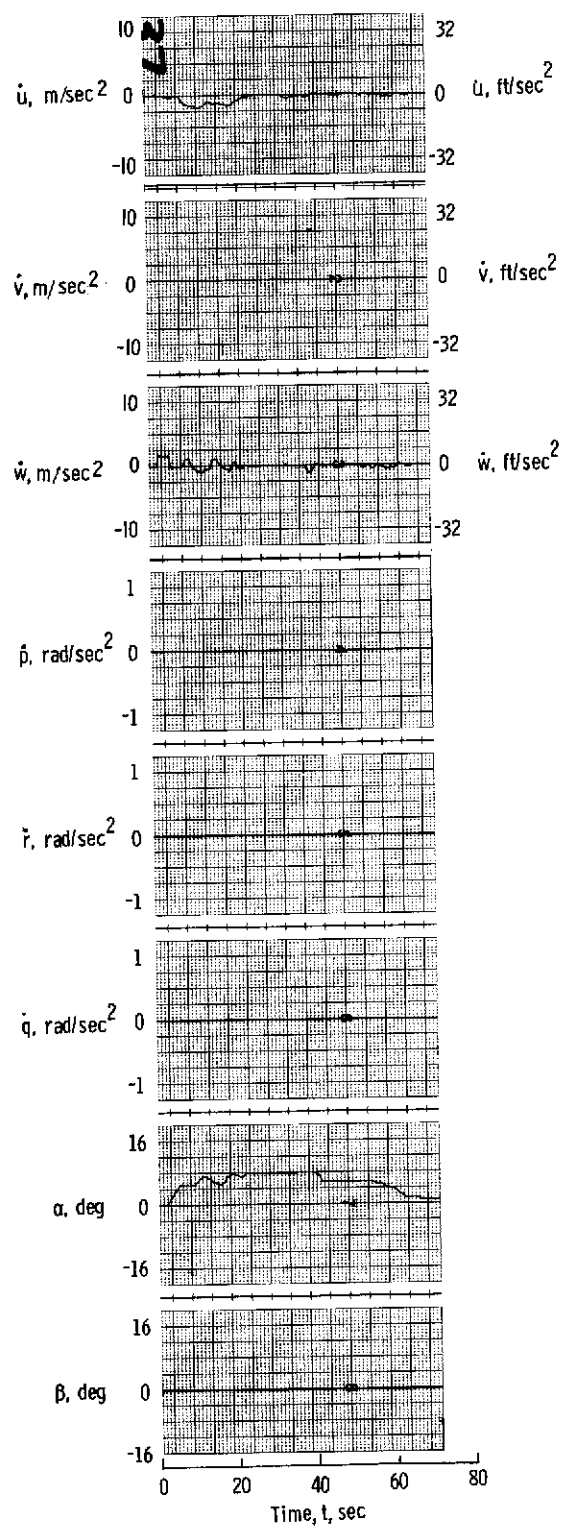 10 32
u̇, m/sec² 0 0 u̇, ft/sec²
-10 -32
10 32
v̇, m/sec² 0 0 v̇, ft/sec²
-10 -32
10 32
ẇ, m/sec² 0 0 ẇ, ft/sec²
-10 -32
1
ṗ, rad/sec² 0
-1
1
ṙ, rad/sec² 0
-1
1
q̇, rad/sec² 0
-1
16
α, deg 0
-16
16
β, deg 0
-16
0 20 40 60 80
Time, t, sec